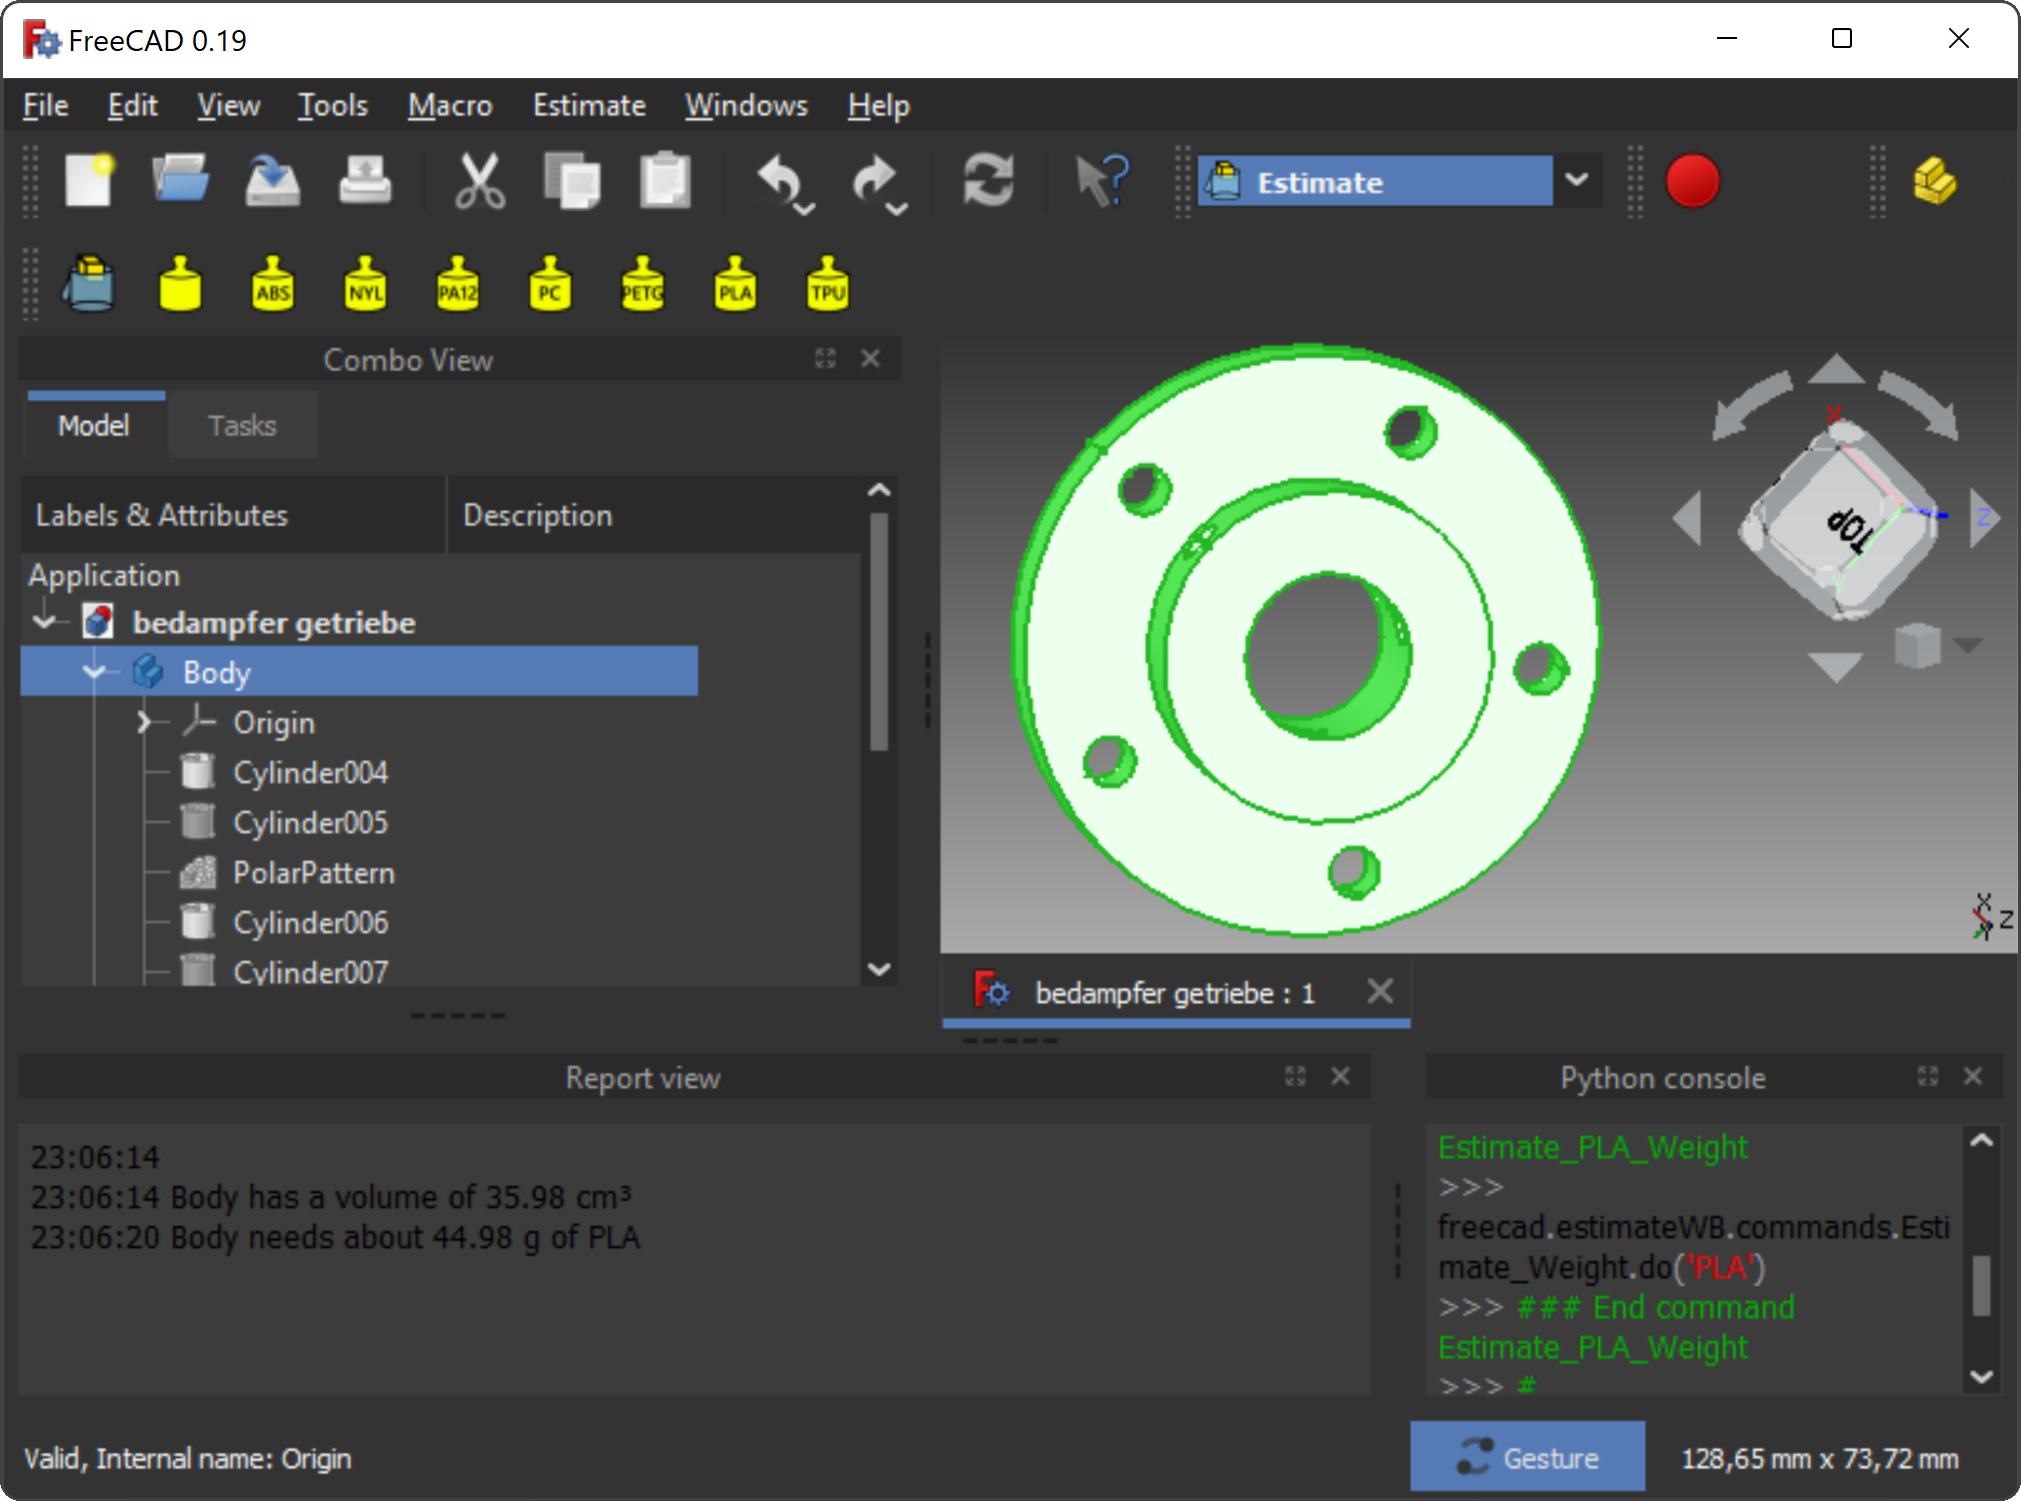 FreeCAD 0.19
File Edit View Tools Macro Estimate Windows Help
Estimate
ABS NYL PA12 PC PETG PLA TPU
Combo View
Model Tasks
Labels & Attributes Description
Application
bedampfer getriebe
Body
Origin
Cylinder004
Cylinder005
PolarPattern
Cylinder006
Cylinder007
X
TOP
Z
Y
X
Z
Y
bedampfer getriebe : 1
Report view
23:06:14
23:06:14 Body has a volume of 35.98 cm³
23:06:20 Body needs about 44.98 g of PLA
Python console
Estimate_PLA_Weight
>>>
freecad.estimateWB.commands.Esti
mate_Weight.do('PLA')
>>> ### End command
Estimate_PLA_Weight
>>> #
Valid, Internal name: Origin
Gesture
128,65 mm x 73,72 mm